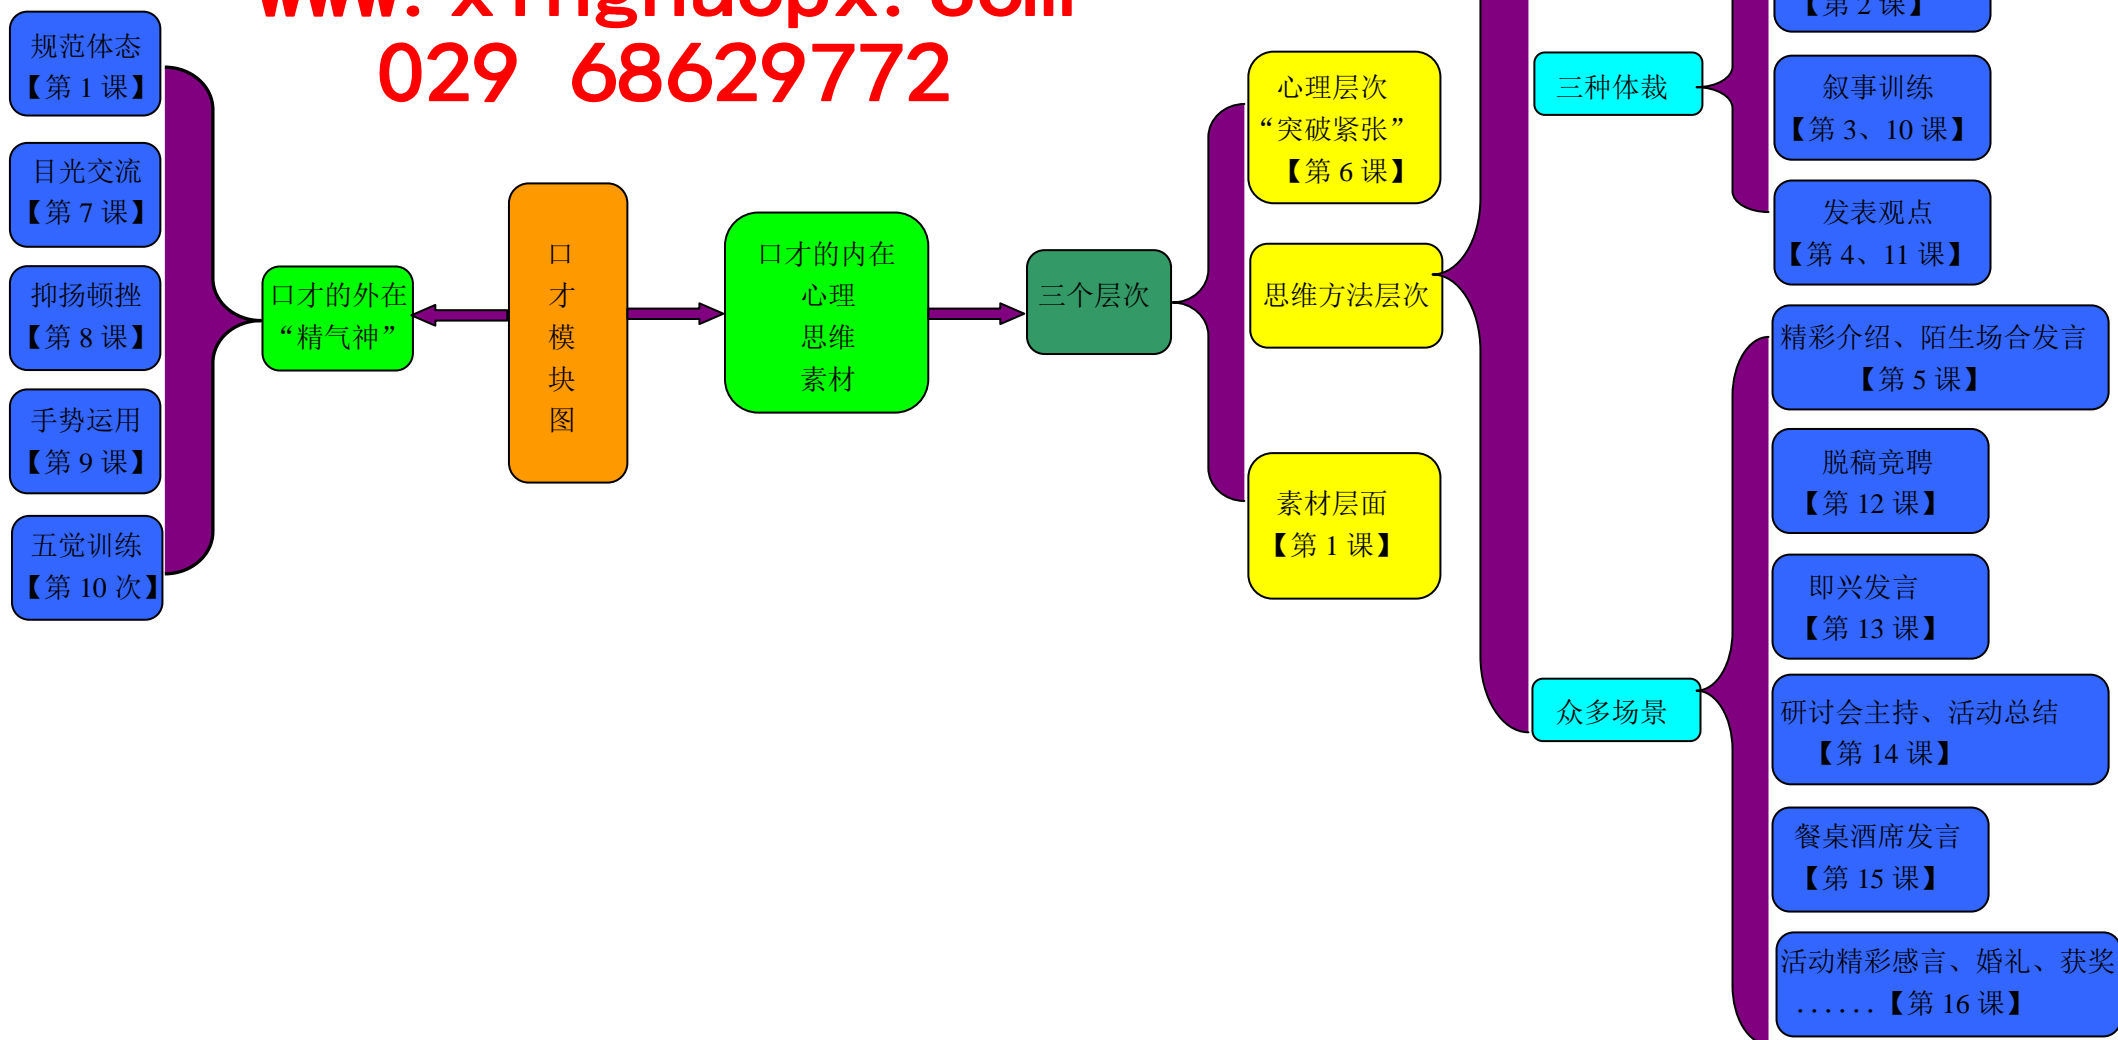 www.xinghuopx.com
029 68629772
规范体态
【第 1 课】
目光交流
【第 7 课】
抑扬顿挫
【第 8 课】
手势运用
【第 9 课】
五觉训练
【第 10 次】
口才的外在
“精气神”
口
才
模
块
图
口才的内在
心理
思维
素材
三个层次
心理层次
“突破紧张”
【第 6 课】
思维方法层次
素材层面
【第 1 课】
三种体裁
【第 2 课】
叙事训练
【第 3、10 课】
发表观点
【第 4、11 课】
众多场景
精彩介绍、陌生场合发言
【第 5 课】
脱稿竞聘
【第 12 课】
即兴发言
【第 13 课】
研讨会主持、活动总结
【第 14 课】
餐桌酒席发言
【第 15 课】
活动精彩感言、婚礼、获奖
......【第 16 课】